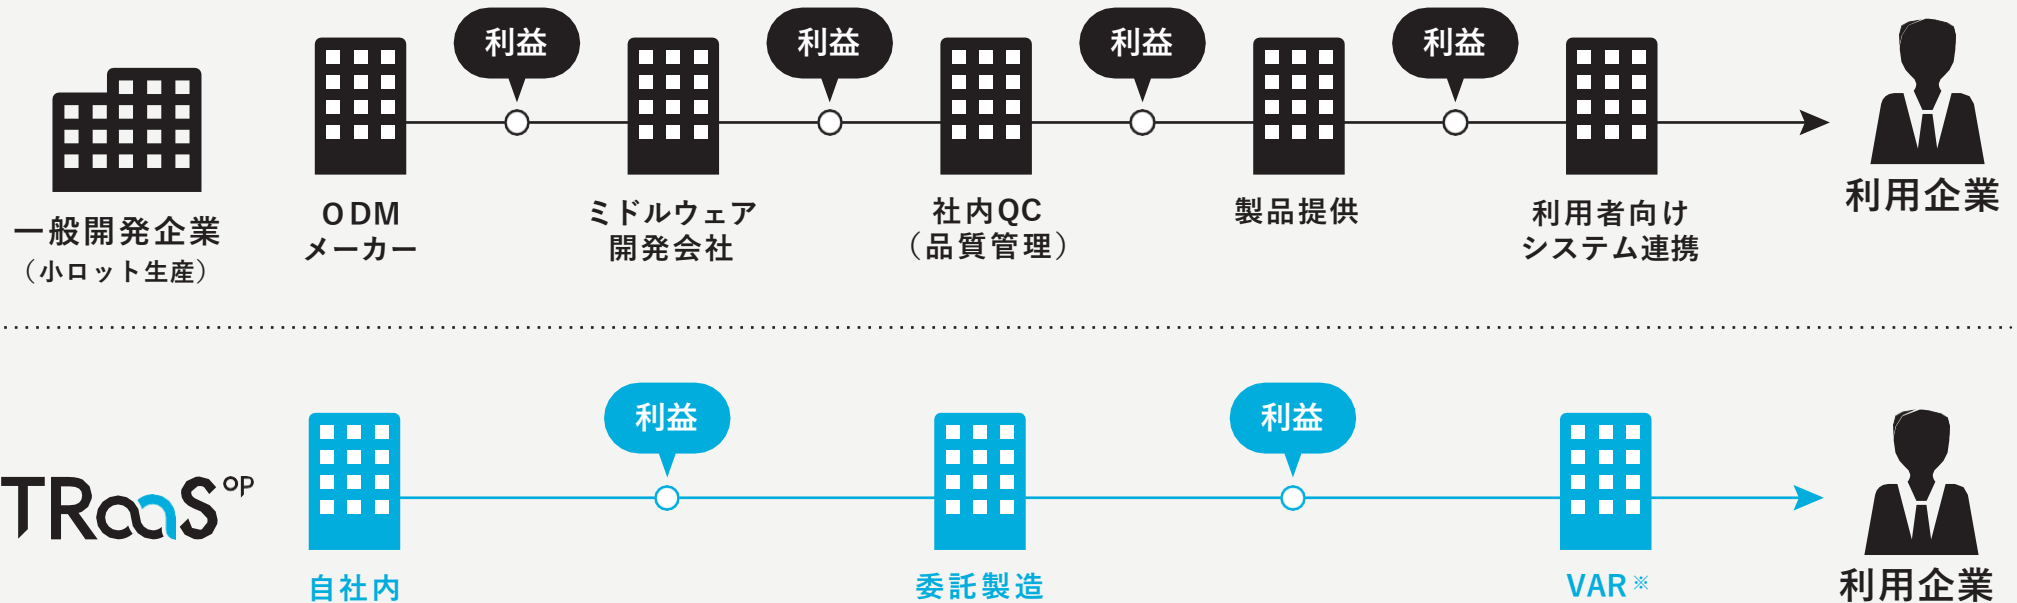 利益
利益
利益
利益
一般開発企業
（小ロット生産）
ODM
メーカー
ミドルウェア
開発会社
社内QC
（品質管理）
製品提供
利用者向け
システム連携
利用企業
利益
利益
TRaaS OP
自社内
委託製造
VAR※
利用企業